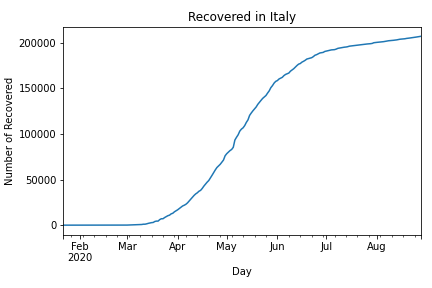 Recovered in Italy
Number of Recovered
200000
150000
100000
50000
0
Feb Mar Apr May Jun Jul Aug
2020
Day